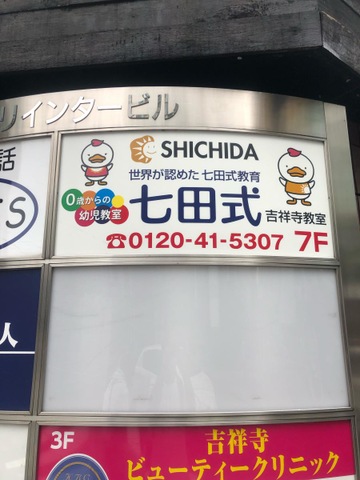 リインタービル
話
S
SHICHIDA
世界が認めた 七田式教育
0歳からの
幼児教室
七田式
吉祥寺教室
☎0120-41-5307 7F
人
3F
吉祥寺
ビューティークリニック